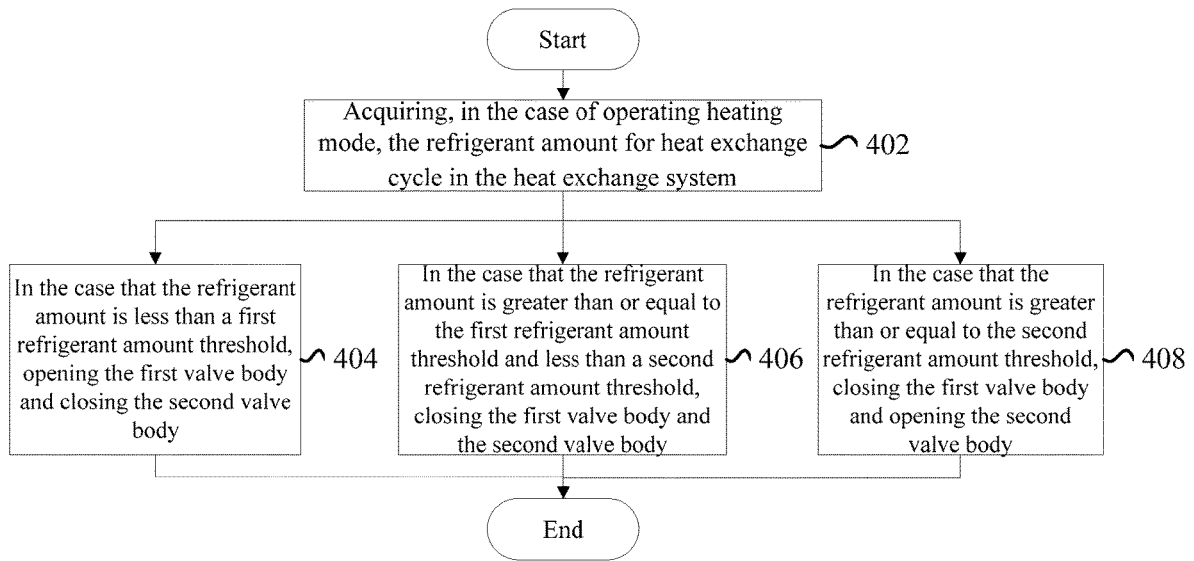 Start
Acquiring, in the case of operating heating
mode, the refrigerant amount for heat exchange
cycle in the heat exchange system
402
In the case that the refrigerant
amount is less than a first
refrigerant amount threshold,
opening the first valve body
and closing the second valve
body
404
In the case that the refrigerant
amount is greater than or equal to
the first refrigerant amount
threshold and less than a second
refrigerant amount threshold,
closing the first valve body and
the second valve body
406
In the case that the
refrigerant amount is greater
than or equal to the second
refrigerant amount threshold,
closing the first valve body
and opening the second
valve body
408
End